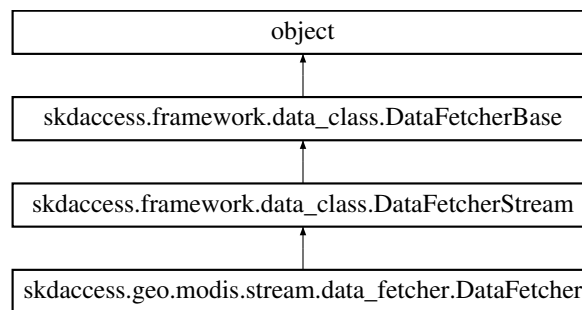 object
skdaccess.framework.data_class.DataFetcherBase
skdaccess.framework.data_class.DataFetcherStream
skdaccess.geo.modis.stream.data_fetcher.DataFetcher